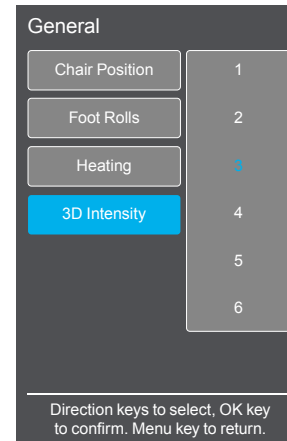 General
Chair Position
Foot Rolls
Heating
3D Intensity
1
2
3
4
5
6
Direction keys to select, OK key
to confirm. Menu key to return.